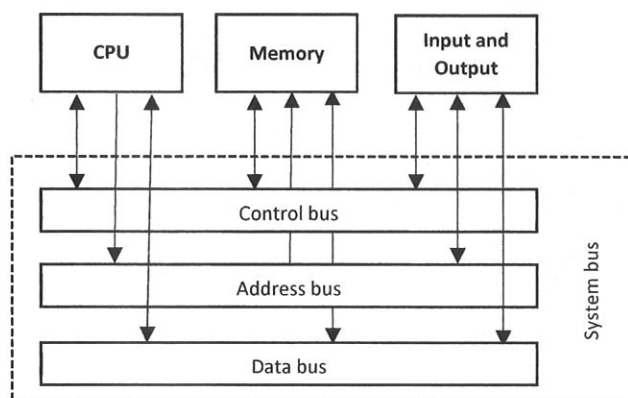 CPU
Memory
Input and
Output
Control bus
Address bus
Data bus
System bus